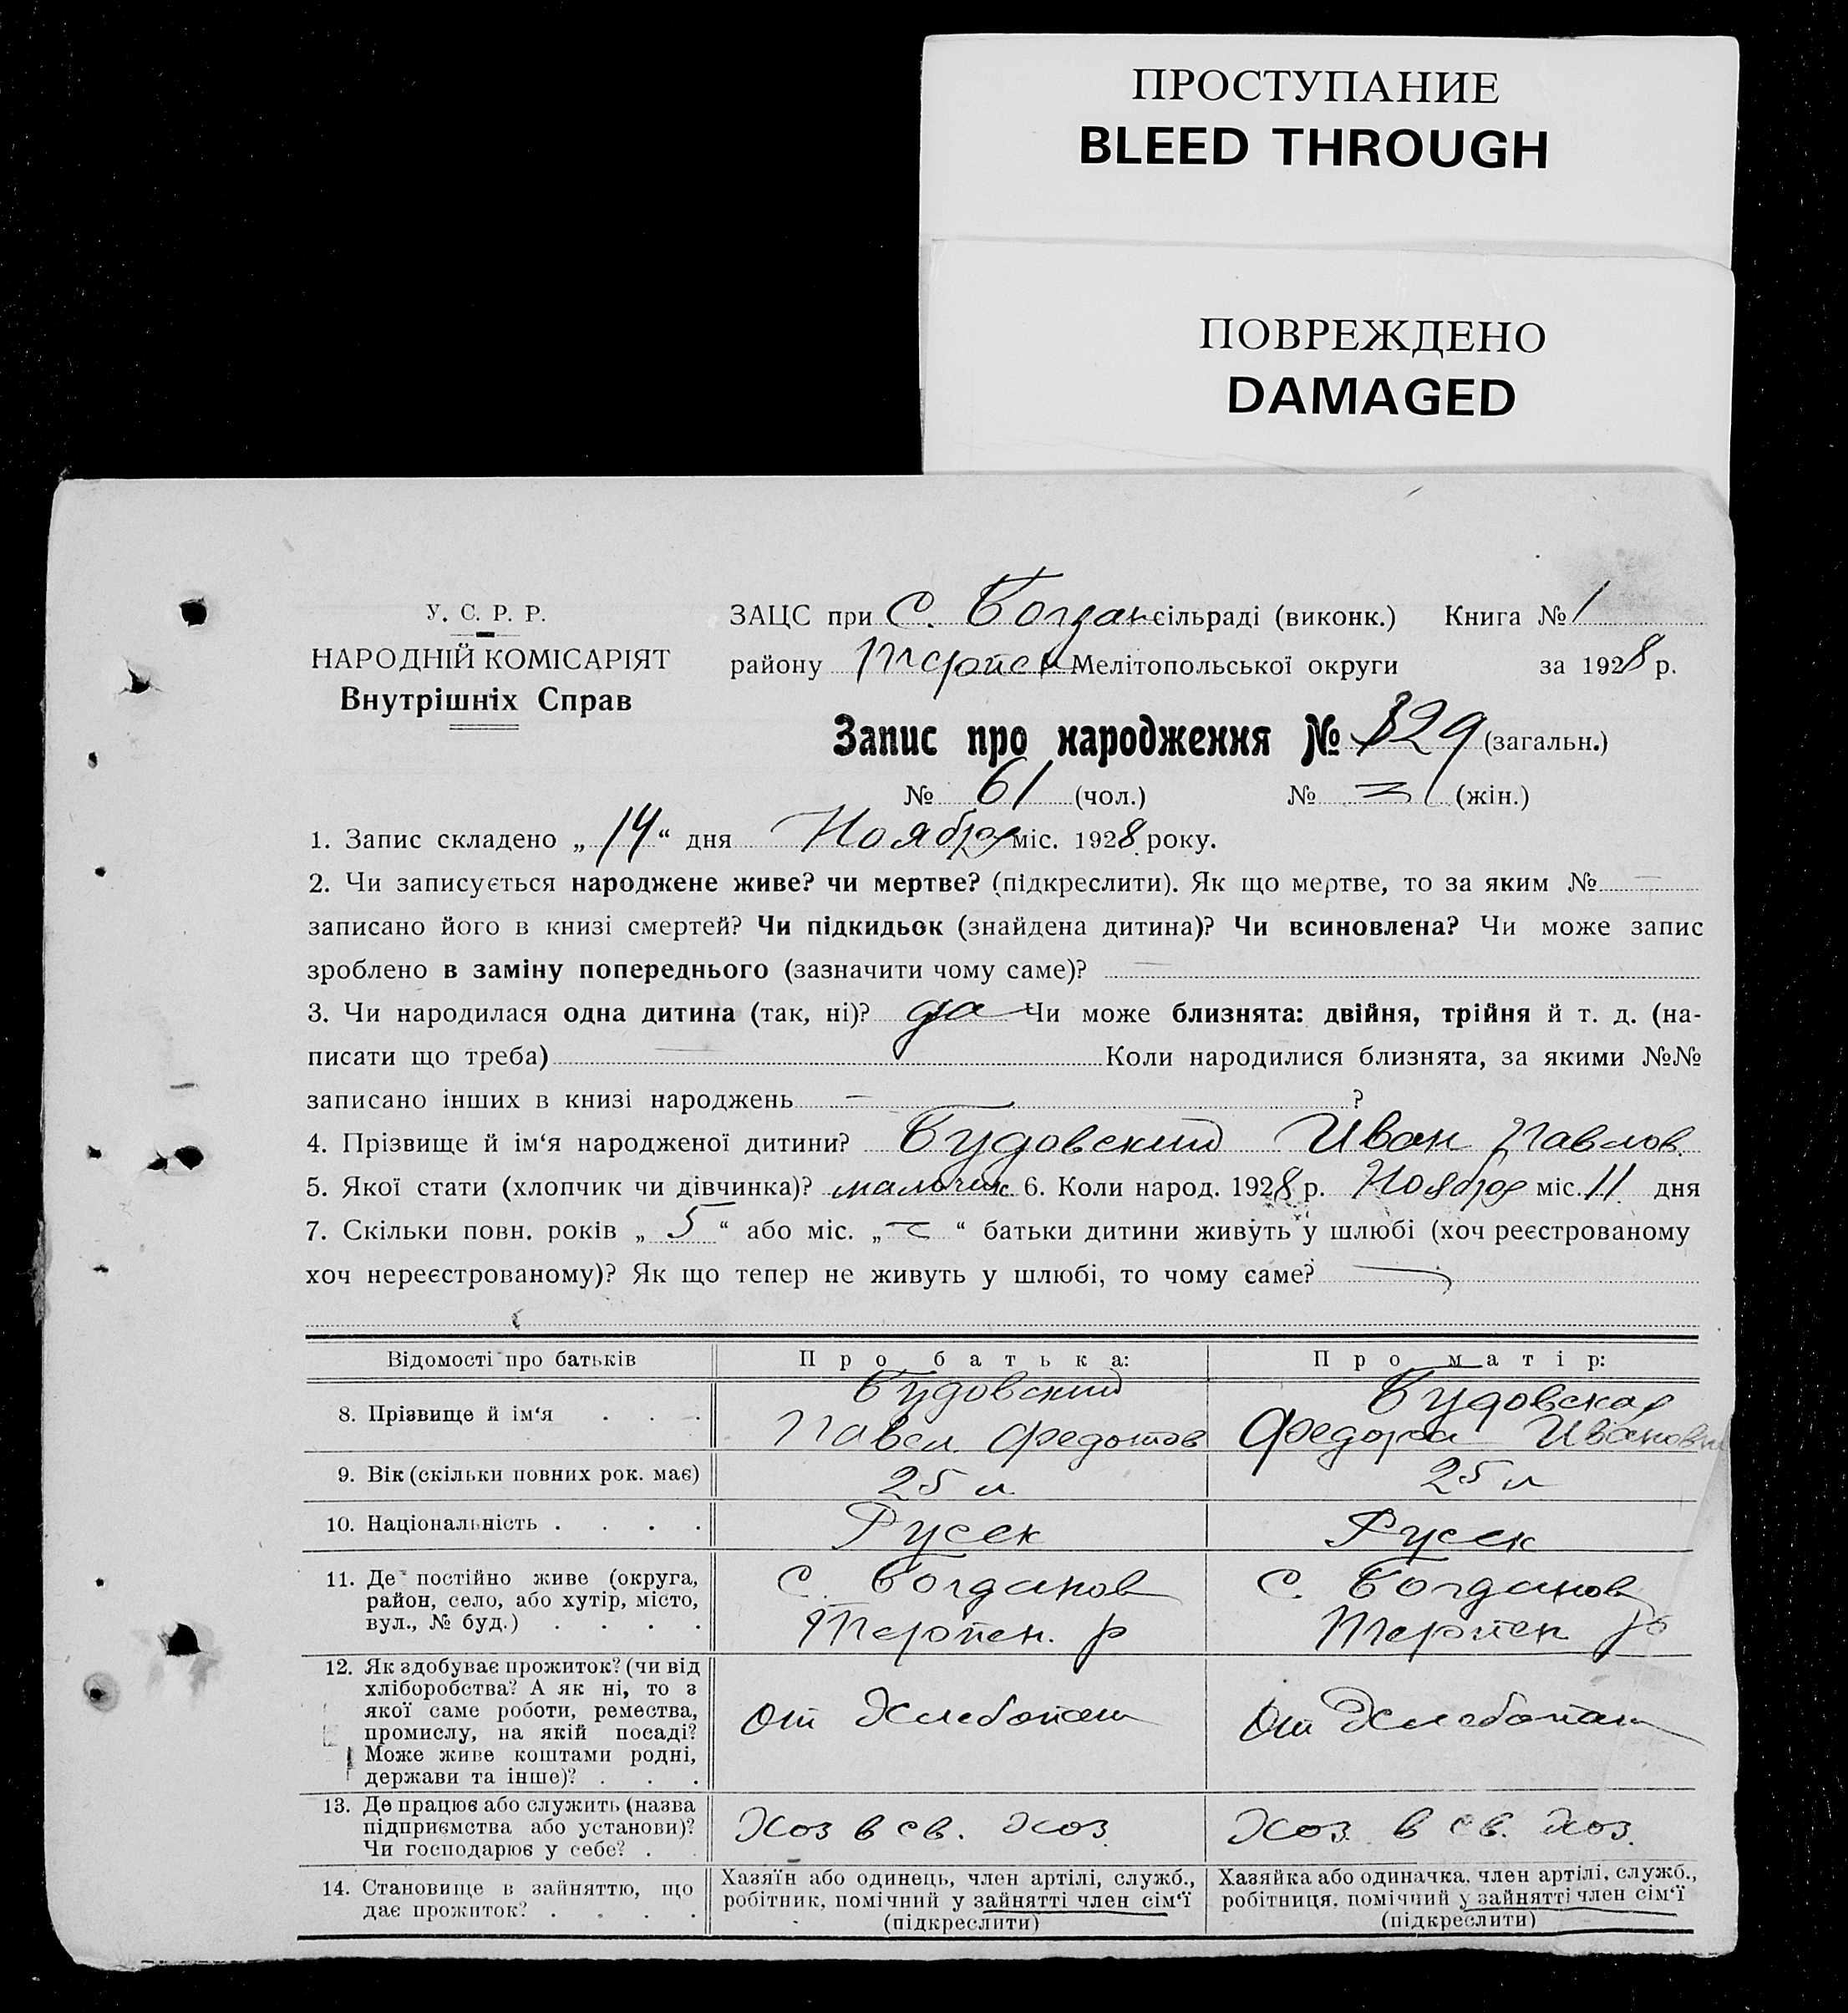 ПРОСТУПАНИЕ
BLEED THROUGH
ПОВРЕЖДЕНО
DAMAGED
У. С. Р. Р.
НАРОДНІЙ КОМІСАРІЯТ
Внутрішніх Справ
ЗАЦС при С. Богдан сільраді (виконк.) Книга № 1
району Терпен Мелітопольської округи за 1928 р.
Запис про народження № 129 (загальн.)
№ 61 (чол.) № — (жін.)
1. Запис складено „14“ дня Ноября міс. 1928 року.
2. Чи записується народжене живе? чи мертве? (підкреслити). Як що мертве, то за яким № —
записано його в книзі смертей? Чи підкидьок (знайдена дитина)? Чи всиновлена? Чи може запис
зроблено в заміну попереднього (зазначити чому саме)? —
3. Чи народилася одна дитина (так, ні)? да Чи може близнята: двійня, трійня й т. д. (на-
писати що треба) — Коли народилися близнята, за якими №№
записано інших в книзі народжень — ?
4. Прізвище й ім‘я народженої дитини? Будовский Иван Павлов.
5. Якої стати (хлопчик чи дівчинка)? мальчик 6. Коли народ. 1928 р. Ноября міс. 11 дня
7. Скільки повн. років „5“ або міс. „—“ батьки дитини живуть у шлюбі (хоч реєстрованому
хоч нереєстрованому)? Як що тепер не живуть у шлюбі, то чому саме? —
Відомості про батьків Про батька: Про матір:
8. Прізвище й ім‘я . . .
Будовский
Павел Федотов
Будовская
Федора Ивановн
9. Вік (скільки повних рок. має) 25 л 25 л
10. Національність . . . . Русек Русек
11. Де постійно живе (округа,
район, село, або хутір, місто,
вул., № буд.) . . . .
С. Богданов
Терпен. р
С. Богданов
Терпен р
12. Як здобуває прожиток? (чи від
хліборобства? А як ні, то з
якої саме роботи, ремества,
промислу, на якій посаді?
Може живе коштами родні,
держави та інше)? . . .
От Хлебопаш
От Хлебопаш
13. Де працює або служить (назва
підприємства або установи)?
Чи господарює у себе? .
Хоз в св. хоз.
Хоз. в св. хоз.
14. Становище в зайняттю, що
дає прожиток? . . . .
Хазяїн або одинець, член артілі, служб.,
робітник, помічний у зайнятті член сім‘ї
(підкреслити)
Хазяйка або одиначка, член артілі, служб.,
робітниця, помічний у зайнятті член сім‘ї
(підкреслити)